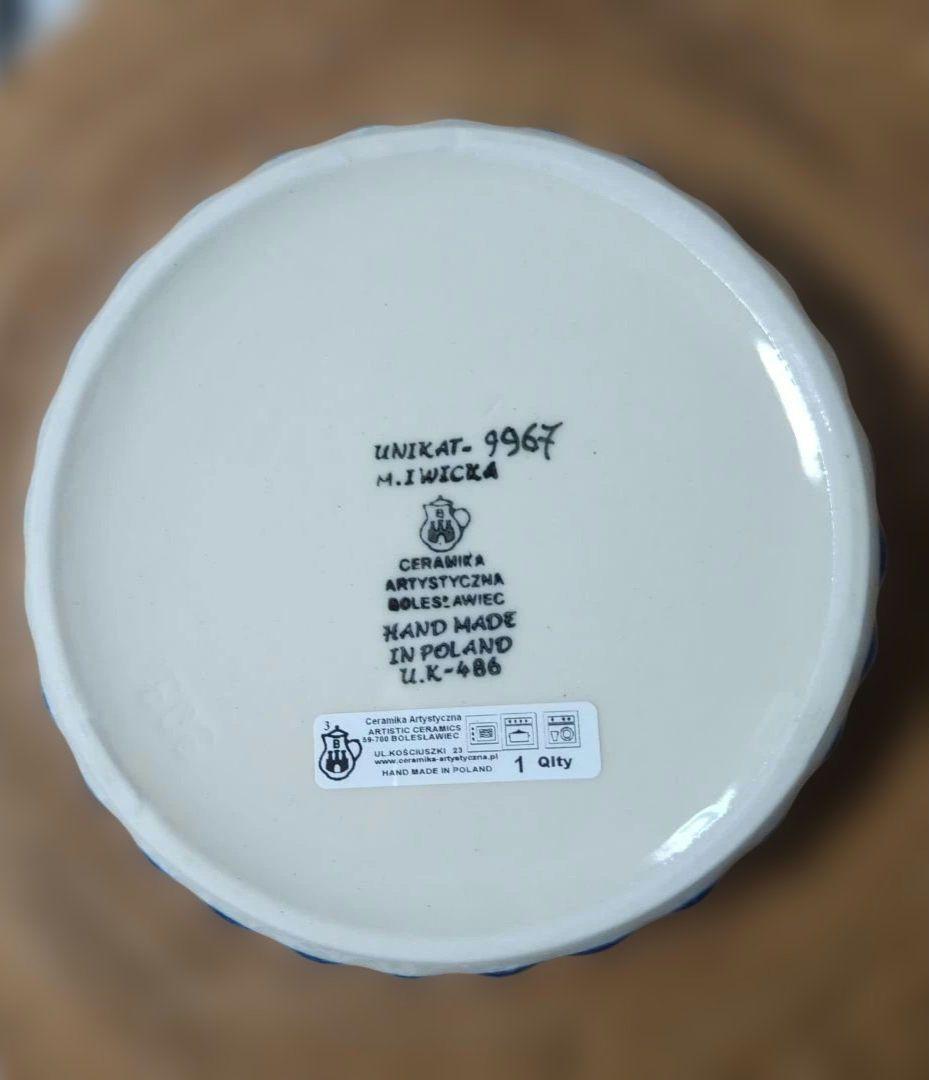 UNIKAT- 9967
M. IWICKA
B
CERAMIKA
ARTYSTYCZNA
BOLESŁAWIEC
HAND MADE
IN POLAND
U.K-486
3
B
Ceramika Artystyczna
ARTISTIC CERAMICS
59-700 BOLESŁAWIEC
UL.KOŚCIUSZKI 23
www.ceramika-artystyczna.pl
HAND MADE IN POLAND
1 Qlty